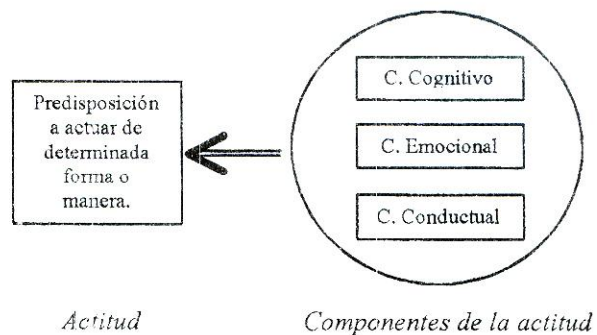 Predisposición
a actuar de
determinada
forma o
manera.
C. Cognitivo
C. Emocional
C. Conductual
Actitud
Componentes de la actitud